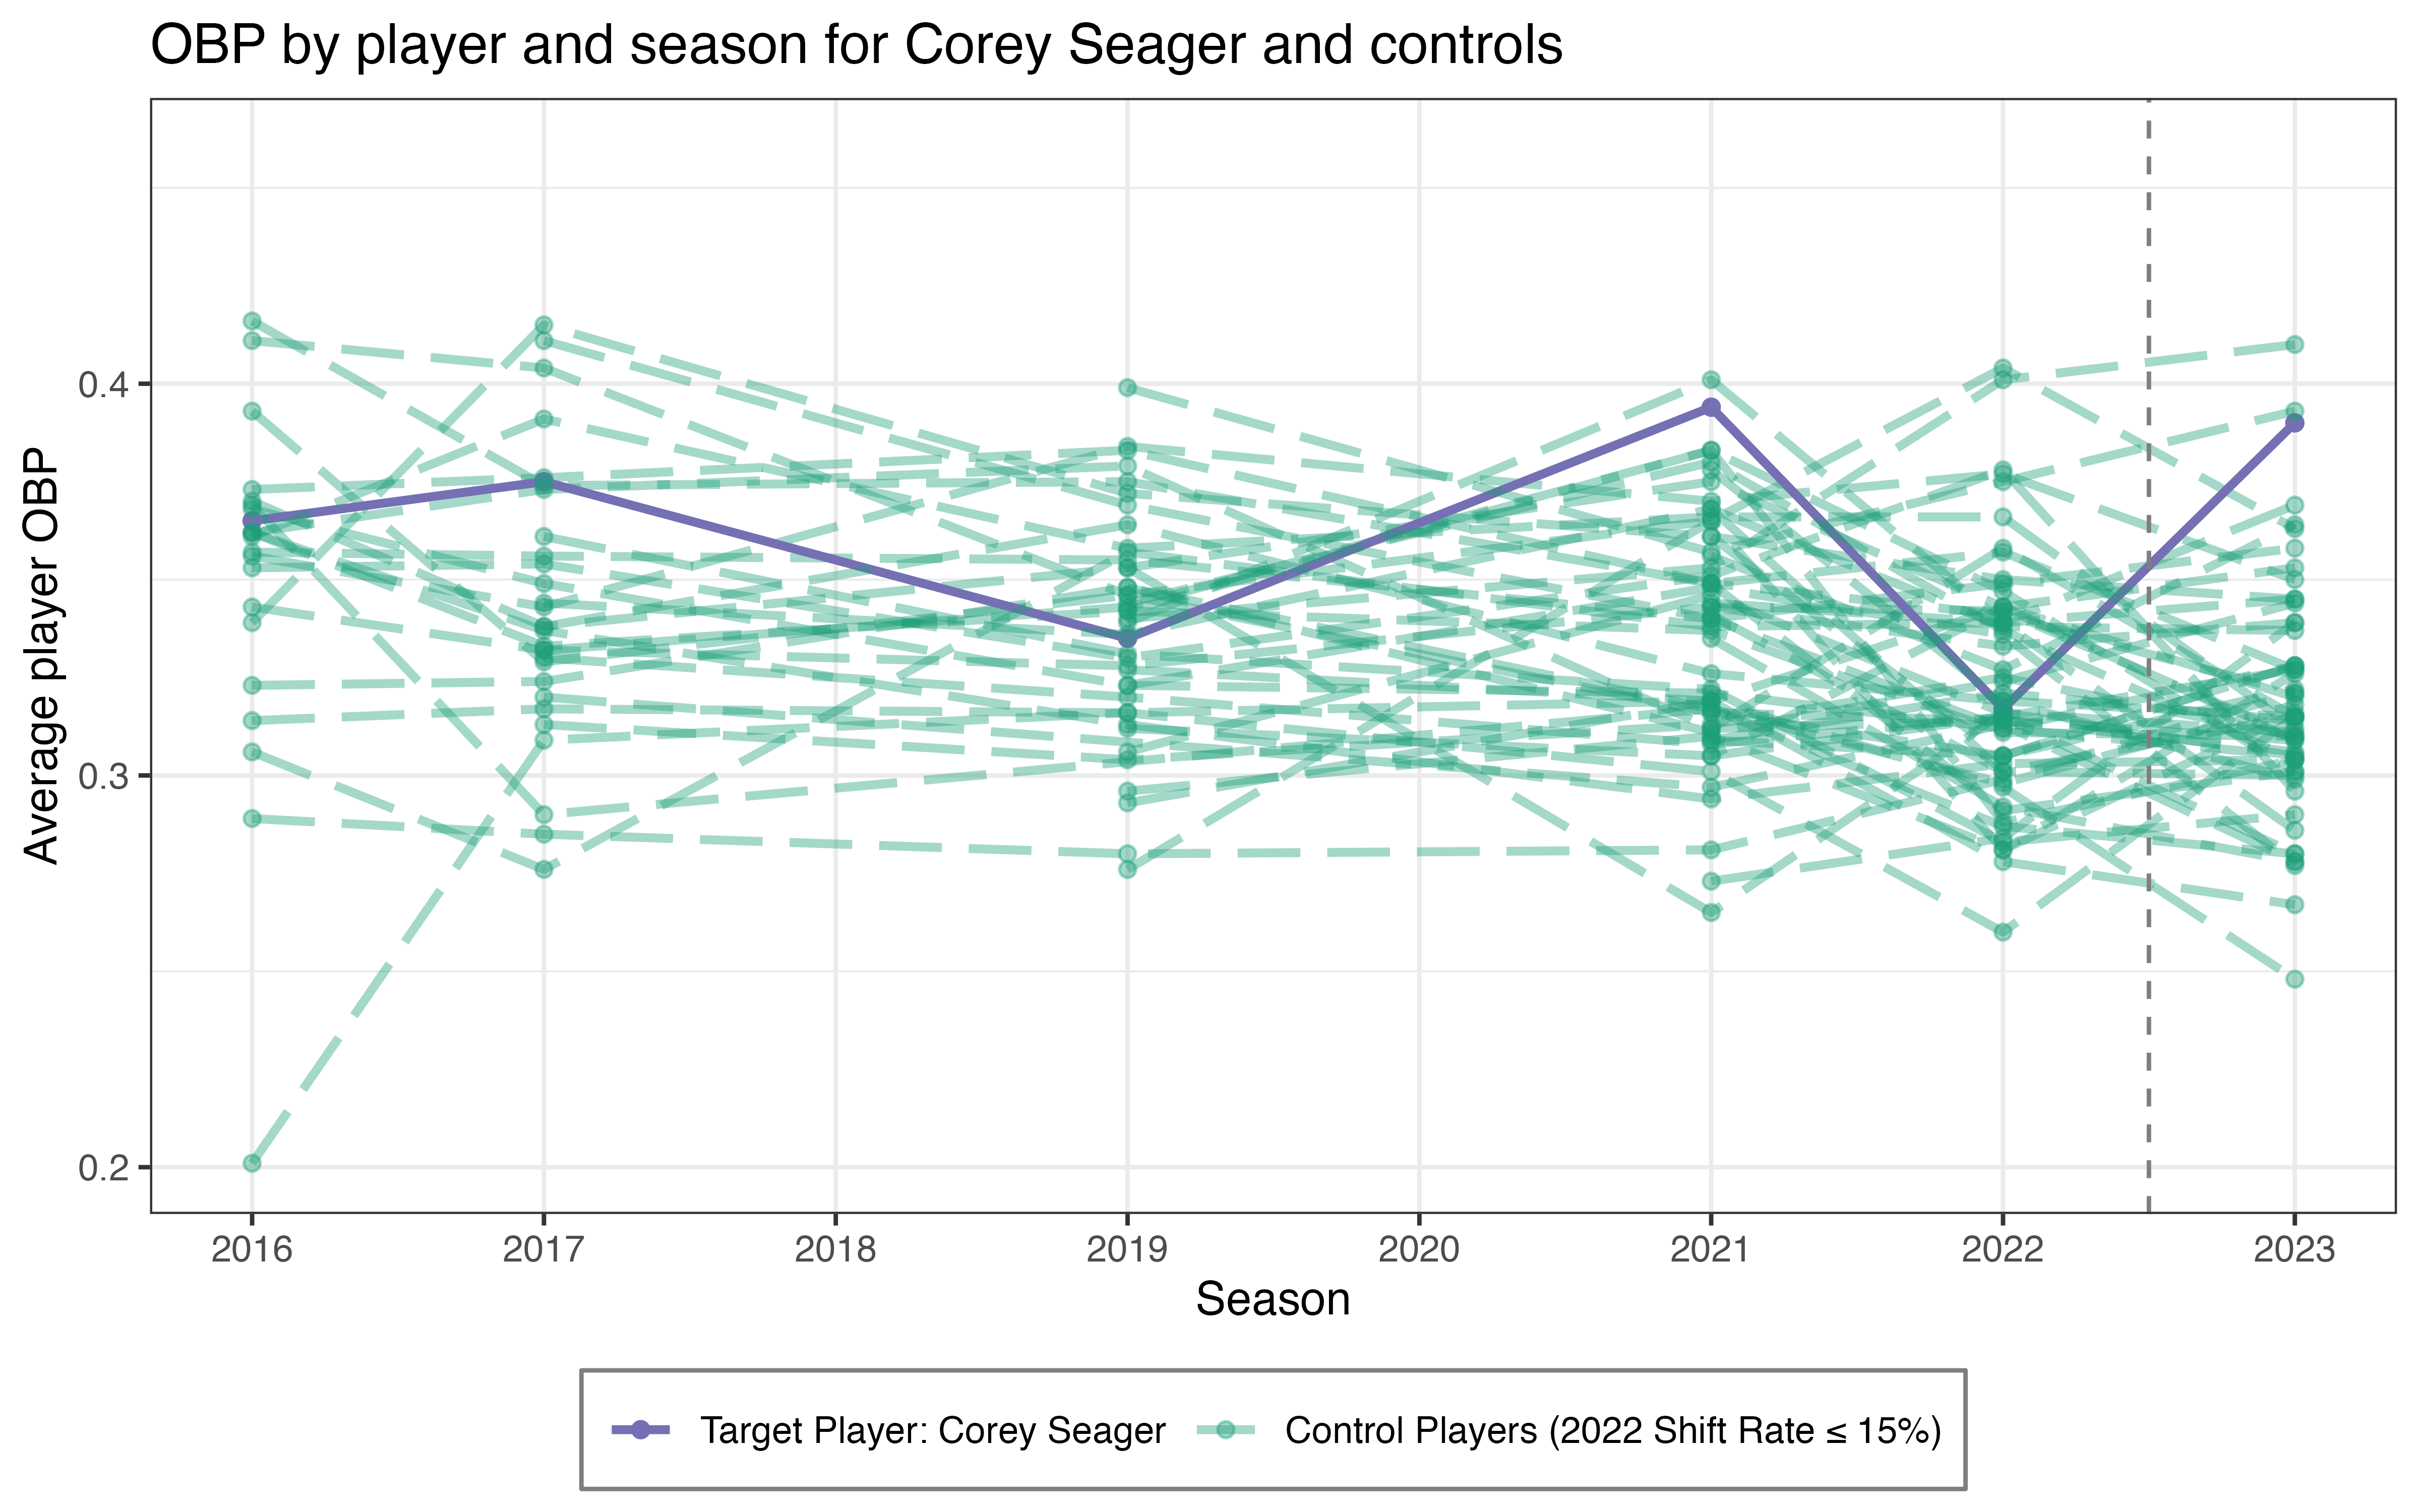 OBP by player and season for Corey Seager and controls
Average player OBP
0.4
0.3
0.2
2016 2017 2018 2019 2020 2021 2022 2023
Season
Target Player: Corey Seager Control Players (2022 Shift Rate ≤ 15%)